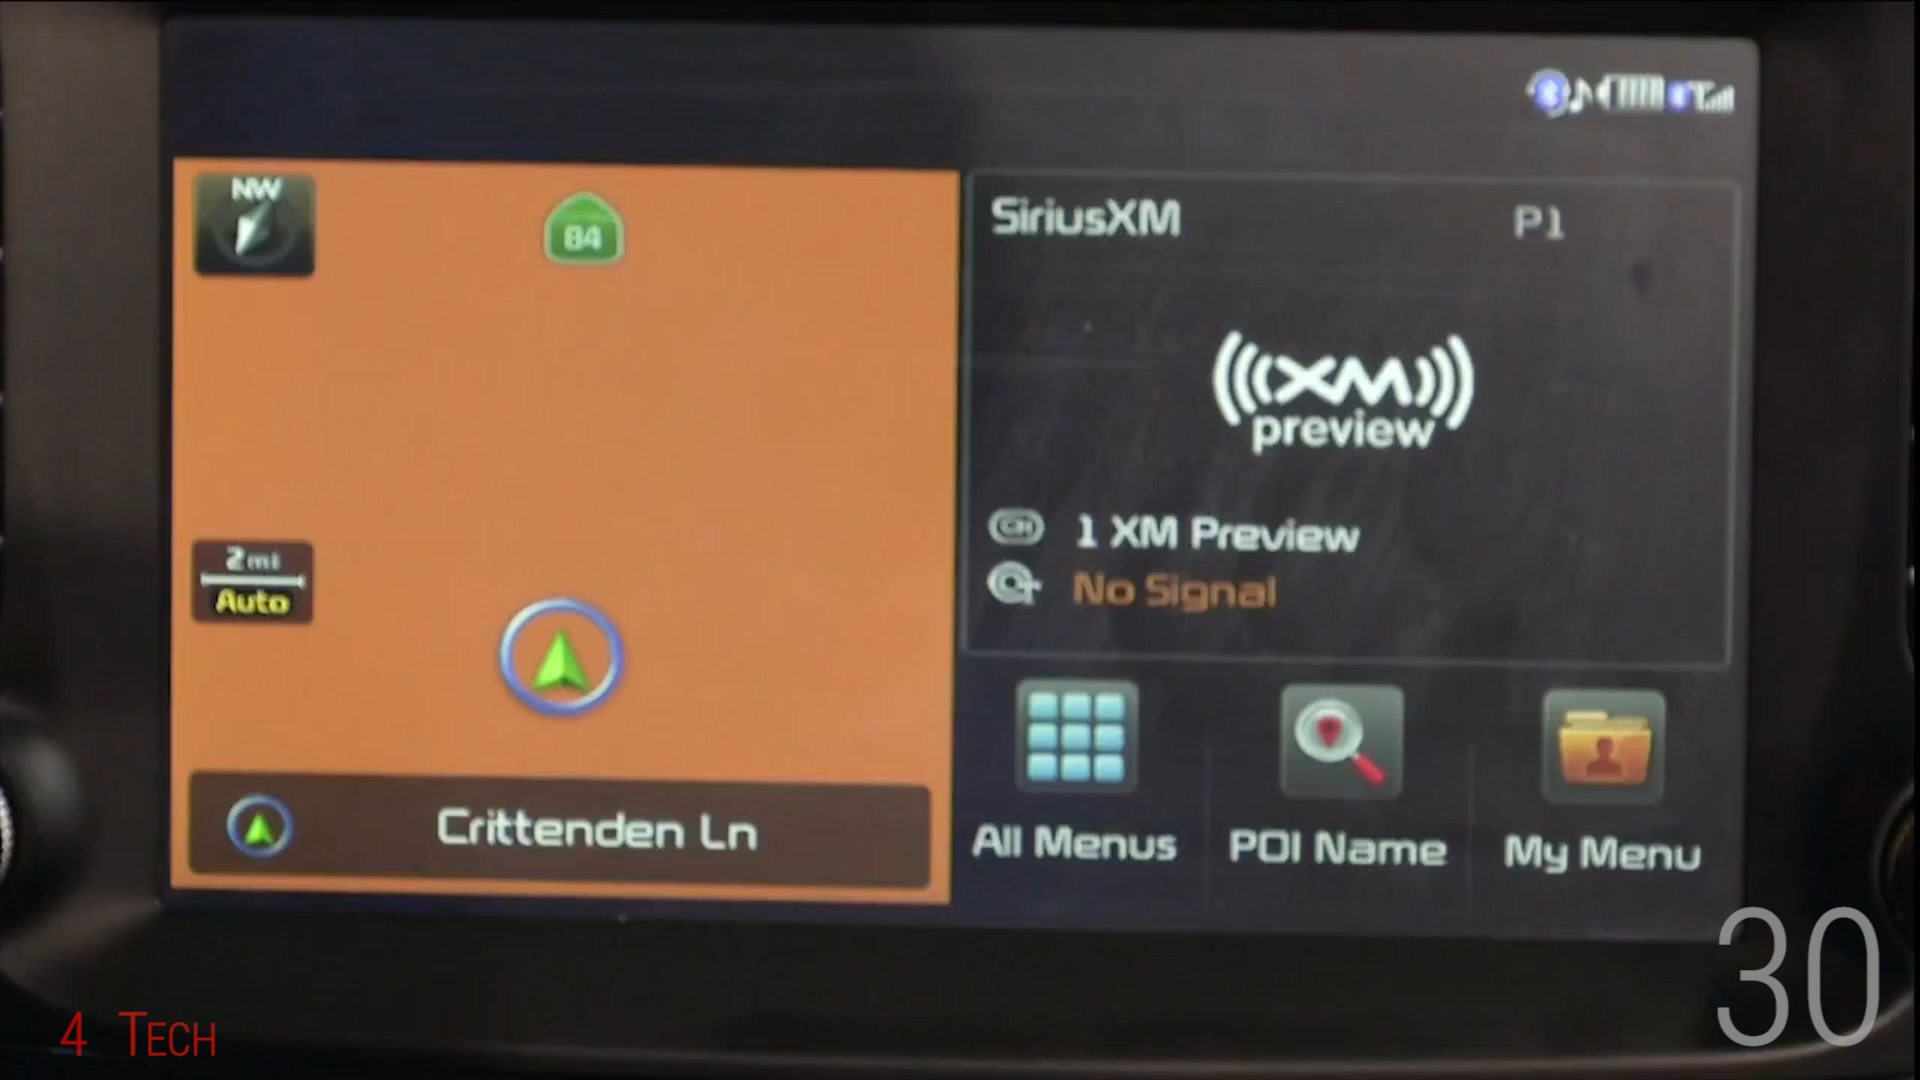 NW
84
2mi
Auto
Crittenden Ln
SiriusXM P1
XM
preview
CH 1 XM Preview
No Signal
All Menus POI Name My Menu
4 TECH
30